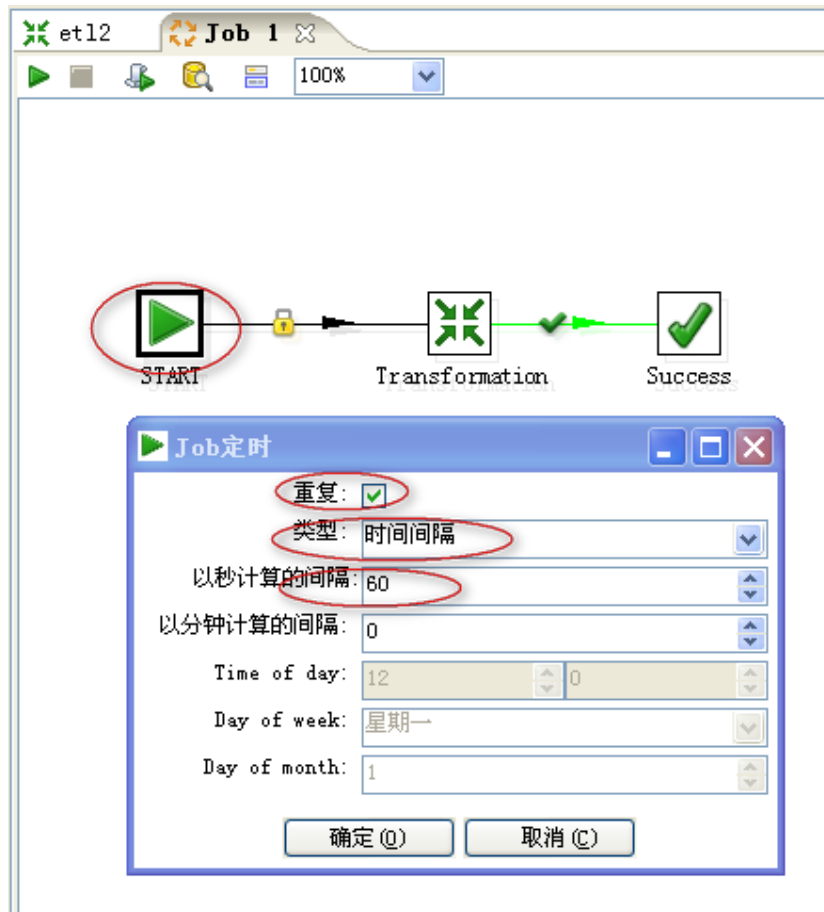 etl2 Job 1
100%
START Transformation Success
Job定时
重复:
类型: 时间间隔
以秒计算的间隔: 60
以分钟计算的间隔: 0
Time of day: 12 0
Day of week: 星期一
Day of month: 1
确定(O) 取消(C)